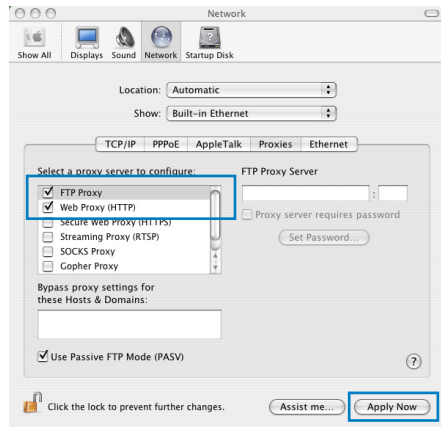 Network
Show All
Displays
Sound
Network
Startup Disk
Location: Automatic
Show: Built-in Ethernet
TCP/IP PPPoE AppleTalk Proxies Ethernet
Select a proxy server to configure:
FTP Proxy Server
FTP Proxy
:
Web Proxy (HTTP)
Proxy server requires password
Secure Web Proxy (HTTPS)
Streaming Proxy (RTSP)
Set Password...
SOCKS Proxy
Gopher Proxy
Bypass proxy settings for
these Hosts & Domains:
Use Passive FTP Mode (PASV)
?
Click the lock to prevent further changes.
Assist me...
Apply Now